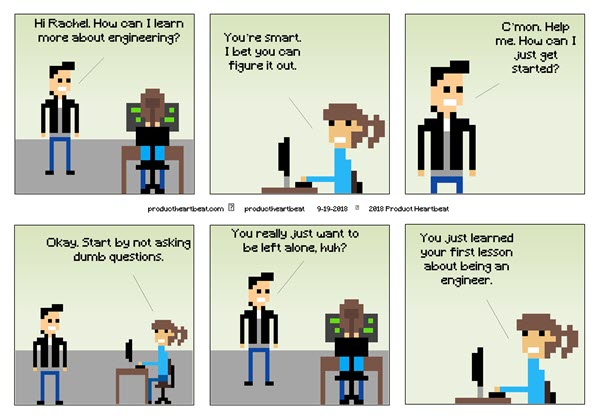 Hi Rachel. How can I learn
more about engineering?
You're smart.
I bet you can
figure it out.
C'mon. Help
me. How can I
just get
started?
productheartbeat.com productheartbeat 9-19-2018 2018 Product Heartbeat
Okay. Start by not asking
dumb questions.
You really just want to
be left alone, huh?
You just learned
your first lesson
about being an
engineer.